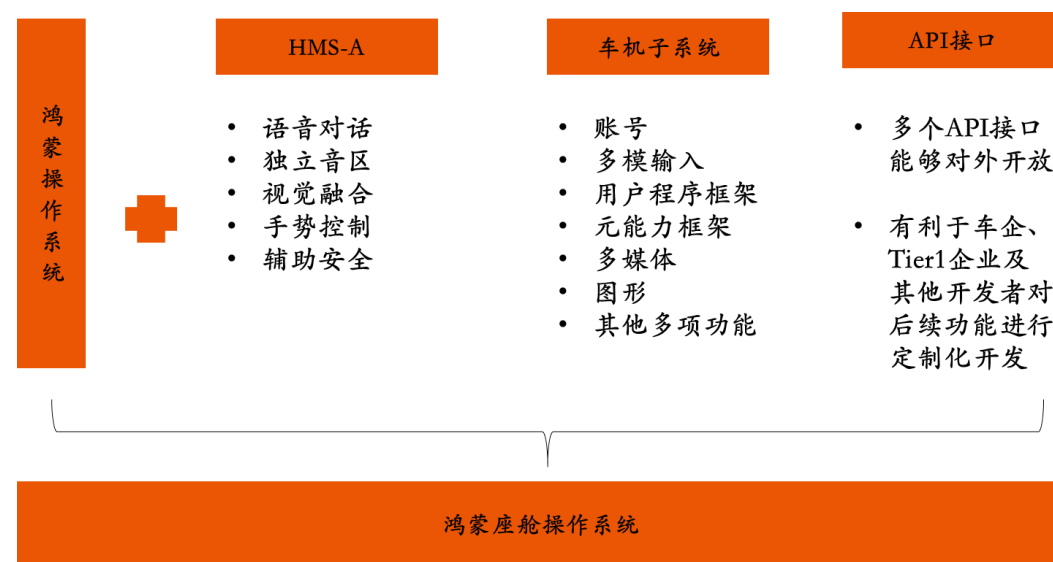 鸿蒙操作系统
HMS-A
• 语音对话
• 独立音区
• 视觉融合
• 手势控制
• 辅助安全
车机子系统
• 账号
• 多模输入
• 用户程序框架
• 元能力框架
• 多媒体
• 图形
• 其他多项功能
API接口
• 多个API接口
能够对外开放
• 有利于车企、
Tier1企业及
其他开发者对
后续功能进行
定制化开发
鸿蒙座舱操作系统